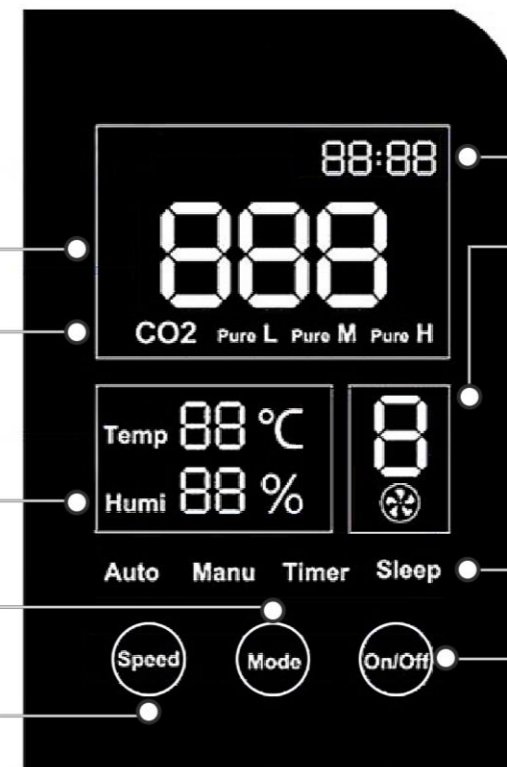 88:88
888
CO2 Pure L Pure M Pure H
Temp 88 ℃
8
Humi 88 %
Auto Manu Timer Sleep
Speed Mode On/Off